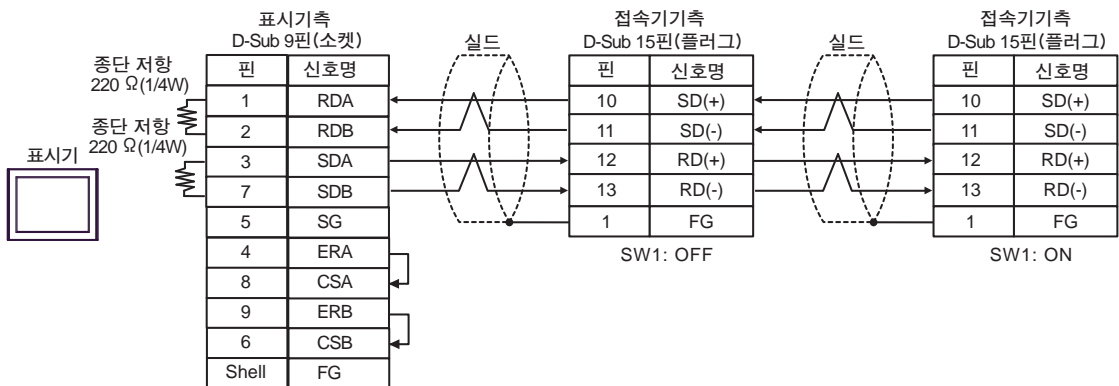 표시기측
D-Sub 9핀(소켓)
종단 저항
220 Ω(1/4W)
종단 저항
220 Ω(1/4W)
표시기
핀 신호명
1 RDA
2 RDB
3 SDA
7 SDB
5 SG
4 ERA
8 CSA
9 ERB
6 CSB
Shell FG
실드
접속기기측
D-Sub 15핀(플러그)
핀 신호명
10 SD(+)
11 SD(-)
12 RD(+)
13 RD(-)
1 FG
SW1: OFF
실드
접속기기측
D-Sub 15핀(플러그)
핀 신호명
10 SD(+)
11 SD(-)
12 RD(+)
13 RD(-)
1 FG
SW1: ON